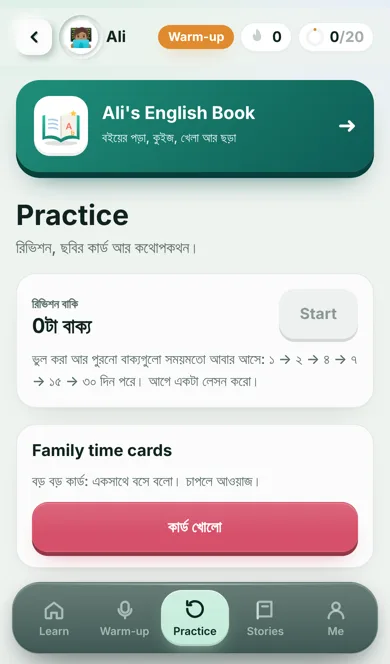 Ali
Warm-up
0
0/20
A
Ali's English Book
বইয়ের পড়া, কুইজ, খেলা আর ছড়া
Practice
রিভিশন, ছবির কার্ড আর কথোপকথন।
রিভিশন বাকি
0টা বাক্য
Start
ভুল করা আর পুরনো বাক্যগুলো সময়মতো আবার আসে: ১ → ২ → ৪ → ৭
→ ১৫ → ৩০ দিন পরে। আগে একটা লেসন করো।
Family time cards
বড় বড় কার্ড: একসাথে বসে বলো। চাপলে আওয়াজ।
কার্ড খোলো
Learn
Warm-up
Practice
Stories
Me